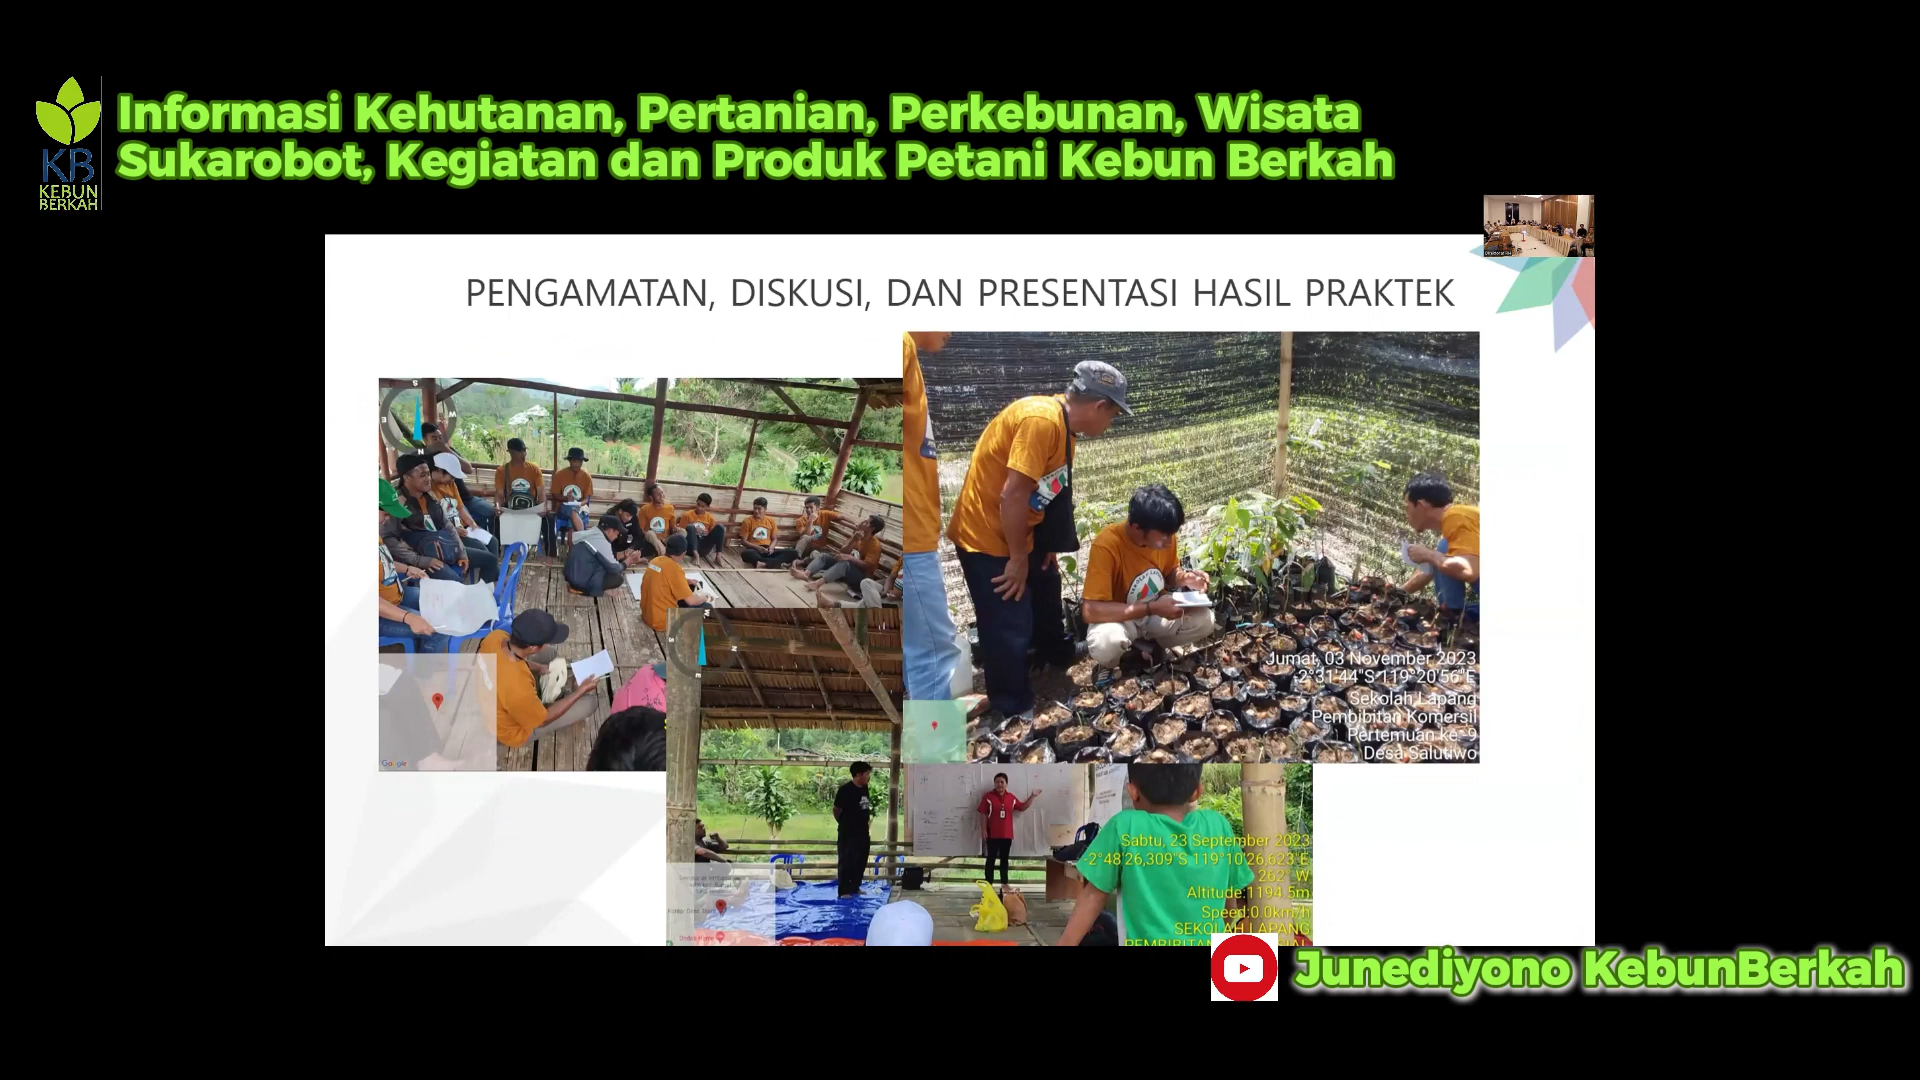 Informasi Kehutanan, Pertanian, Perkebunan, Wisata
Sukarobot, Kegiatan dan Produk Petani Kebun Berkah
KB
KEBUN
BERKAH
PENGAMATAN, DISKUSI, DAN PRESENTASI HASIL PRAKTEK
Google
Jumat, 03 November 2023
-2°31'44"S 119°20'56"E
Sekolah Lapang
Pembibitan Komersil
Pertemuan ke-9
Desa Salutiwo
Sabtu, 23 September 2023
-2°48'26,309"S 119°10'26,623"E
262° W
Altitude:1194.5m
Speed:0.0km/h
SEKOLAH LAPANG
Junediyono KebunBerkah